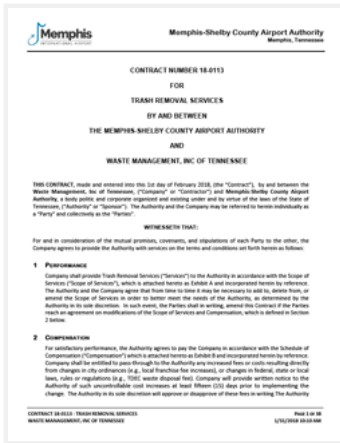 Memphis
INTERNATIONAL AIRPORT
Memphis-Shelby County Airport Authority
Memphis, Tennessee
CONTRACT NUMBER 18-0113
FOR
TRASH REMOVAL SERVICES
BY AND BETWEEN
THE MEMPHIS-SHELBY COUNTY AIRPORT AUTHORITY
AND
WASTE MANAGEMENT, INC OF TENNESSEE
THIS CONTRACT, made and entered into this 1st day of February 2018, (the "Contract"), by and between the
Waste Management, Inc of Tennessee, ("Company" or "Contractor") and Memphis-Shelby County Airport
Authority, a body politic and corporate organized and existing under and by virtue of the laws of the State of
Tennessee, ("Authority" or "Sponsor"). The Authority and the Company may be referred to herein individually as
a "Party" and collectively as the "Parties".
WITNESSETH THAT:
For and in consideration of the mutual promises, covenants, and stipulations of each Party to the other, the
Company agrees to provide the Authority with services on the terms and conditions set forth herein as follows:
1 PERFORMANCE
Company shall provide Trash Removal Services ("Services") to the Authority in accordance with the Scope of
Services ("Scope of Services"), which is attached hereto as Exhibit A and incorporated herein by reference.
The Authority and the Company agree that from time to time it may be necessary to add to, delete from, or
amend the Scope of Services in order to better meet the needs of the Authority, as determined by the
Authority in its sole discretion. In such event, the Parties shall in writing, amend this Contract if the Parties
reach an agreement on modifications of the Scope of Services and Compensation, which is defined in Section
2 below.
2 COMPENSATION
For satisfactory performance, the Authority agrees to pay the Company in accordance with the Schedule of
Compensation ("Compensation") which is attached hereto as Exhibit B and incorporated herein by reference.
Company shall be entitled to pass-through to the Authority any increased fees or costs resulting directly
from changes in city ordinances (e.g., local franchise fee increases), or changes in federal, state or local
laws, rules or regulations (e.g., TDEC waste disposal fee). Company will provide written notice to the
Authority of such uncontrollable cost increases at least fifteen (15) days prior to implementing the
change. The Authority in its sole discretion will approve or disapprove of these fees in writing. The Authority
CONTRACT 18-0113 - TRASH REMOVAL SERVICES
WASTE MANAGEMENT, INC OF TENNESSEE